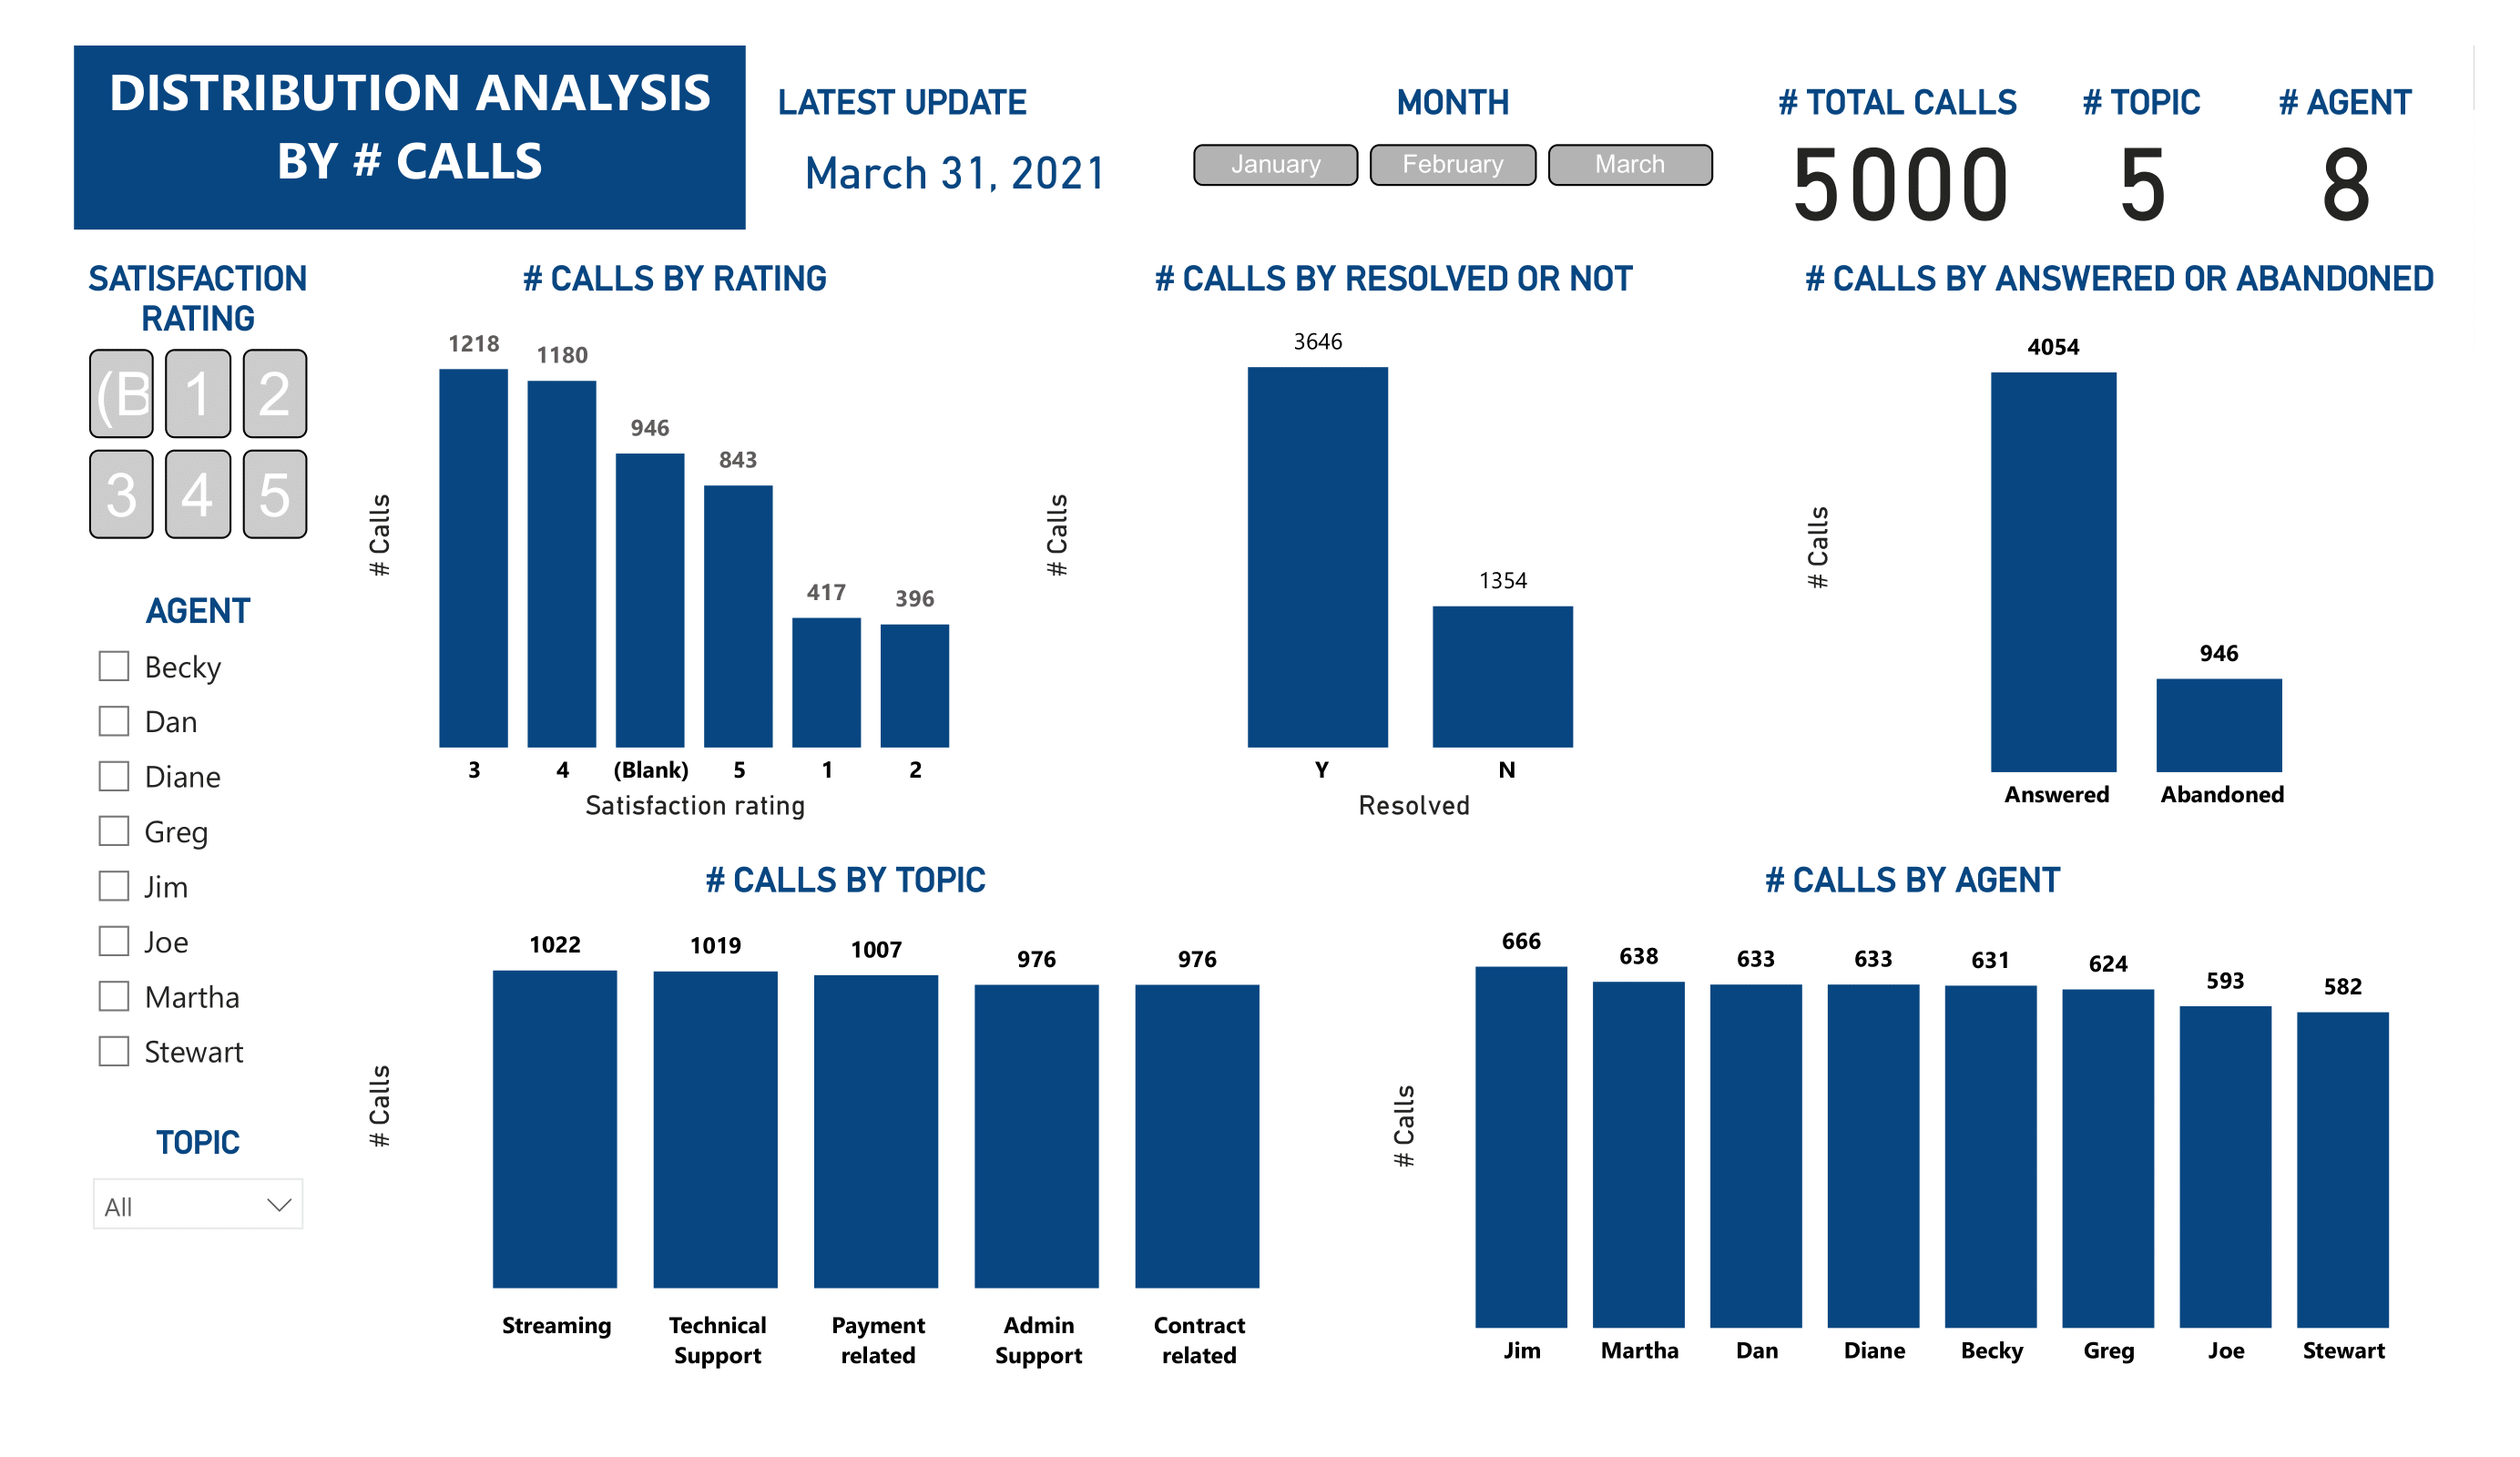 DISTRIBUTION ANALYSIS
BY # CALLS
LATEST UPDATE
March 31, 2021
MONTH
January February March
# TOTAL CALLS
5000
# TOPIC
5
# AGENT
8
SATISFACTION
RATING
(B 1 2
3 4 5
AGENT
Becky
Dan
Diane
Greg
Jim
Joe
Martha
Stewart
TOPIC
All
# CALLS BY RATING
# Calls
1218 1180 946 843 417 396
3 4 (Blank) 5 1 2
Satisfaction rating
# CALLS BY RESOLVED OR NOT
# Calls
3646 1354
Y N
Resolved
# CALLS BY ANSWERED OR ABANDONED
# Calls
4054 946
Answered Abandoned
# CALLS BY TOPIC
# Calls
1022 1019 1007 976 976
Streaming Technical Payment Admin Contract
Support related Support related
# CALLS BY AGENT
# Calls
666 638 633 633 631 624 593 582
Jim Martha Dan Diane Becky Greg Joe Stewart